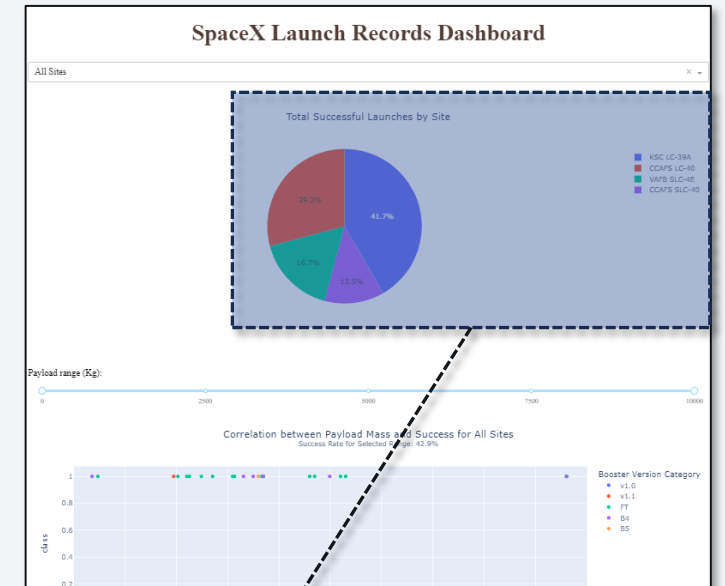 SpaceX Launch Records Dashboard
All Sites
Total Successful Launches by Site
KSC LC-39A
CCAFS LC-40
VAFB SLC-4E
CCAFS SLC-40
29.2%
41.7%
16.7%
12.5%
Payload range (Kg):
0 2500 5000 7500 10000
Correlation between Payload Mass and Success for All Sites
Success Rate for Selected Range: 42.9%
Booster Version Category
v1.0
v1.1
FT
B4
B5
1
0.8
0.6
class
0.4
0.2